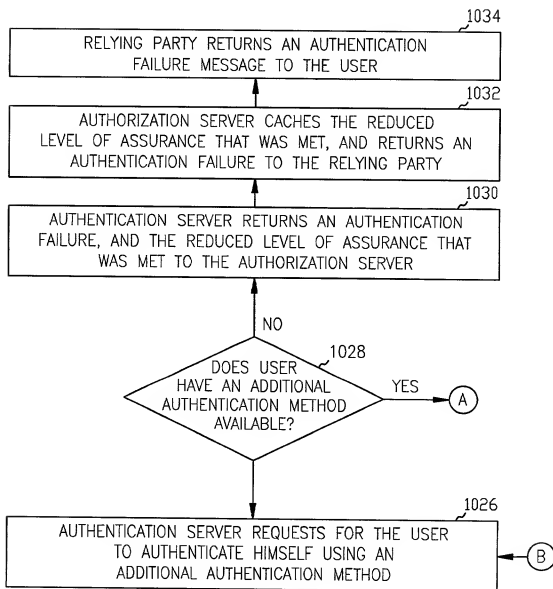 1034
RELYING PARTY RETURNS AN AUTHENTICATION
FAILURE MESSAGE TO THE USER
1032
AUTHORIZATION SERVER CACHES THE REDUCED
LEVEL OF ASSURANCE THAT WAS MET, AND RETURNS AN
AUTHENTICATION FAILURE TO THE RELYING PARTY
1030
AUTHENTICATION SERVER RETURNS AN AUTHENTICATION
FAILURE, AND THE REDUCED LEVEL OF ASSURANCE THAT
WAS MET TO THE AUTHORIZATION SERVER
NO
1028
DOES USER
HAVE AN ADDITIONAL
AUTHENTICATION METHOD
AVAILABLE?
YES
A
1026
AUTHENTICATION SERVER REQUESTS FOR THE USER
TO AUTHENTICATE HIMSELF USING AN
ADDITIONAL AUTHENTICATION METHOD
B